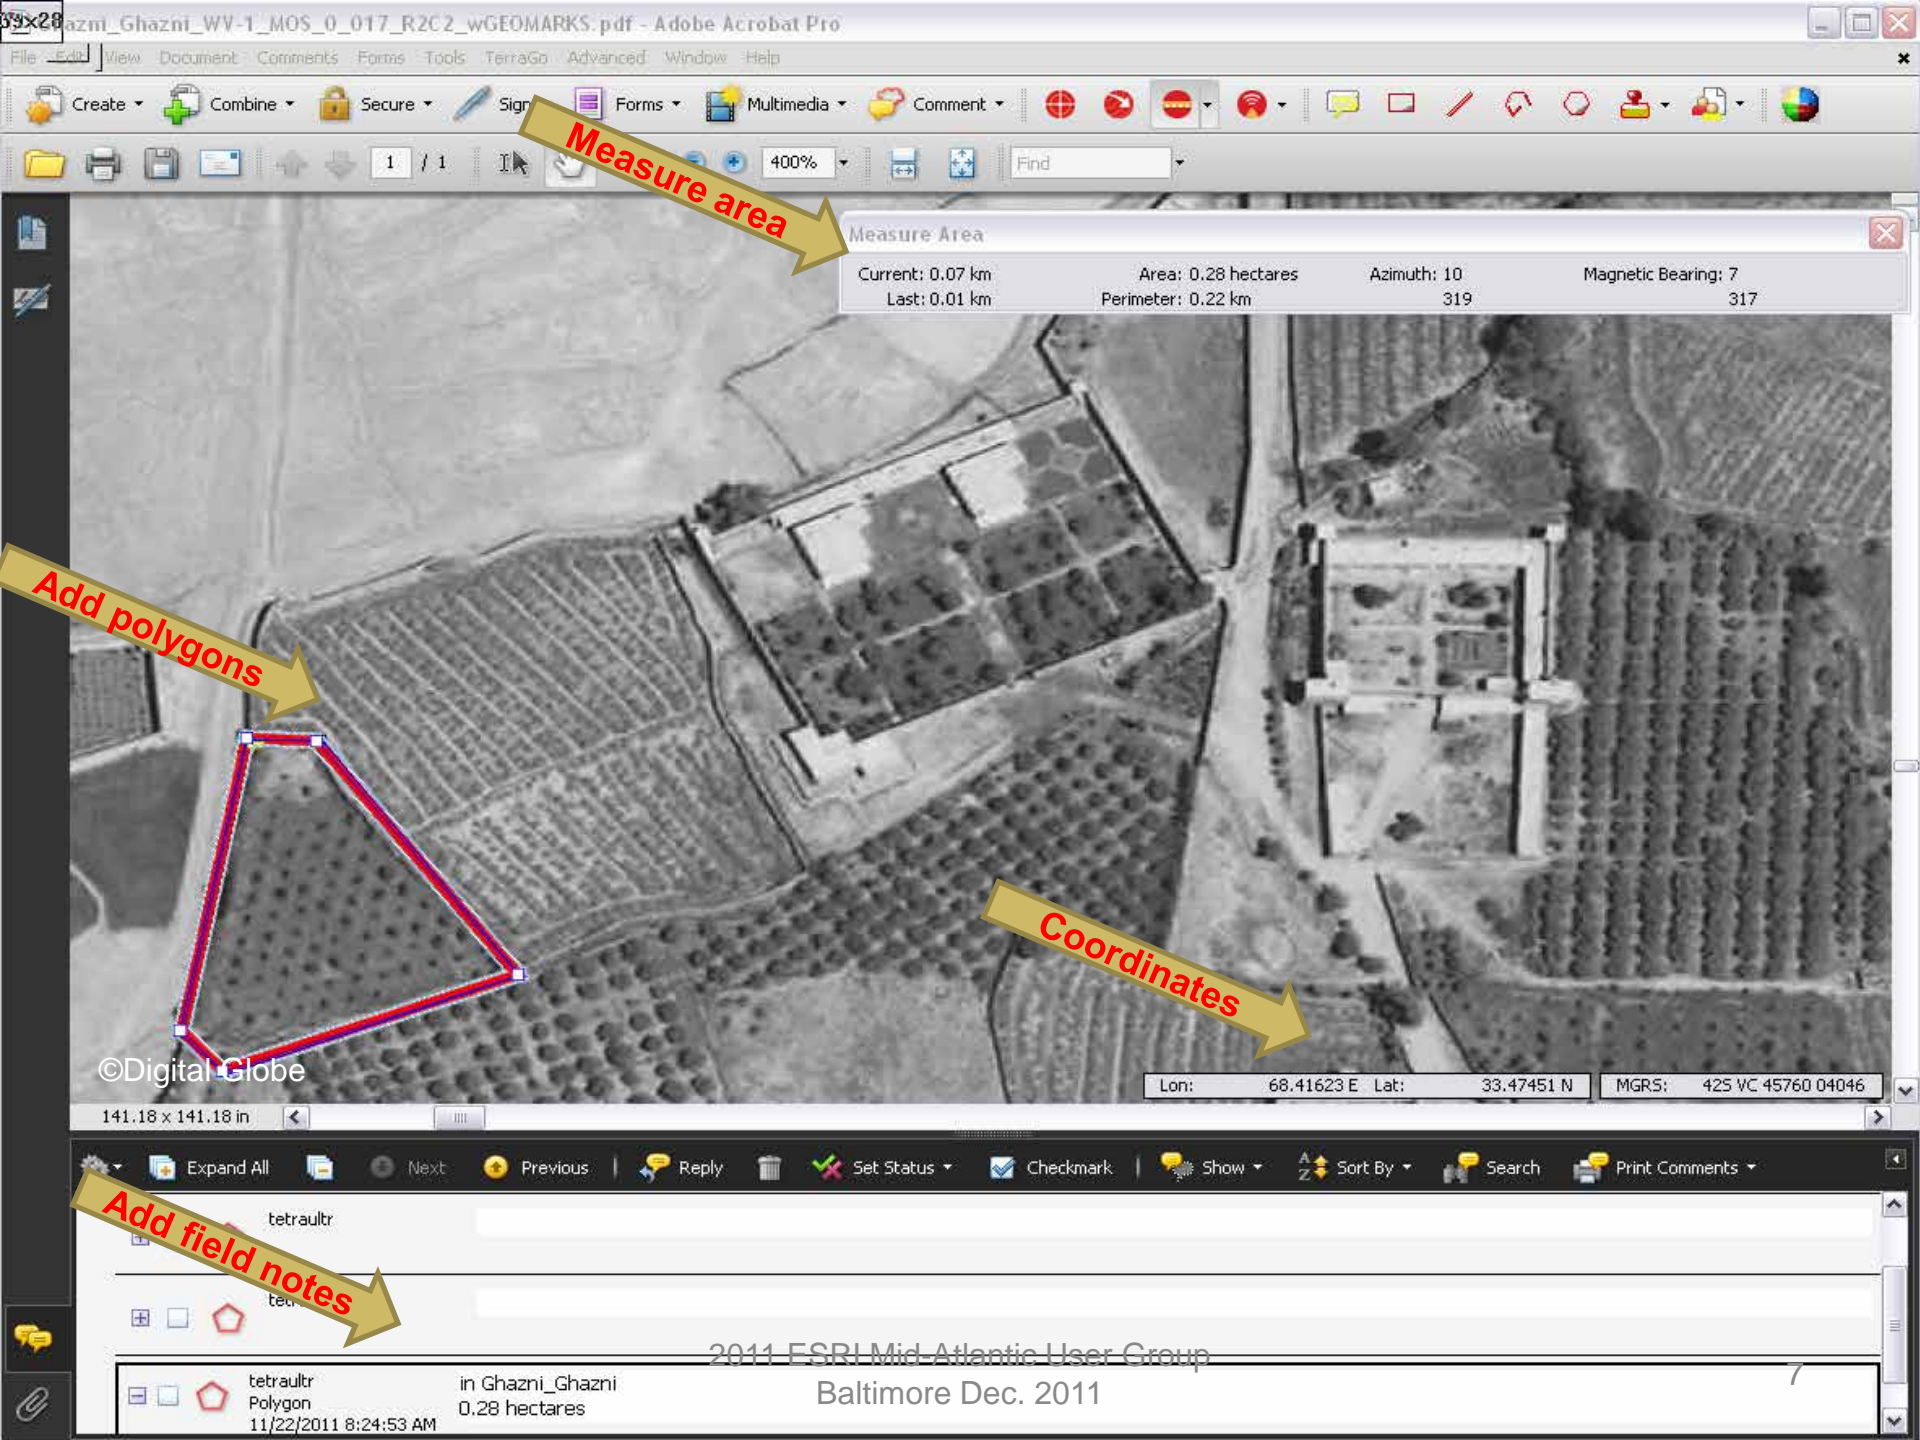 azni_Ghazni_WV-1_MOS_0_017_R2C2_wGEOMARKS.pdf - Adobe Acrobat Pro
File Edit View Document Comments Forms Tools TerraGo Advanced Window Help
Create Combine Secure Sign Forms Multimedia Comment
1 / 1 400% Find
Measure area
Measure Area
Current: 0.07 km Area: 0.28 hectares Azimuth: 10 Magnetic Bearing: 7
Last: 0.01 km Perimeter: 0.22 km 319 317
Add polygons
Coordinates
©Digital Globe
Lon: 68.41623 E Lat: 33.47451 N MGRS: 42S VC 45760 04046
141.18 x 141.18 in
Expand All Next Previous Reply Set Status Checkmark Show Sort By Search Print Comments
Add field notes
tetraultr
tetraultr in Ghazni_Ghazni
Polygon 0.28 hectares
11/22/2011 8:24:53 AM
2011 ESRI Mid-Atlantic User Group
Baltimore Dec. 2011
7